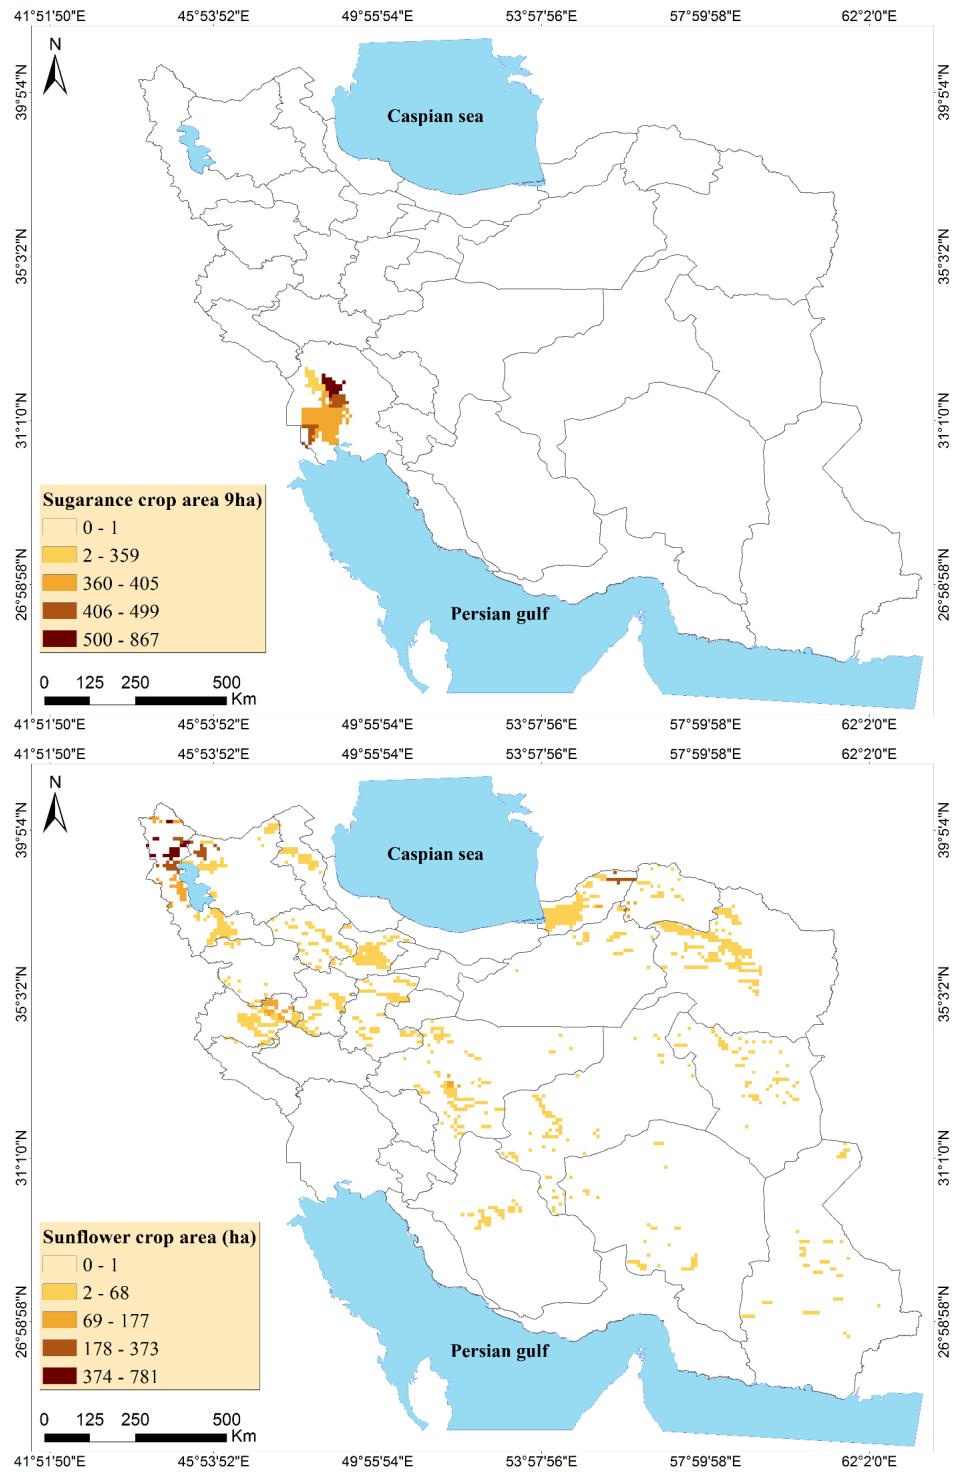 41°51'50"E 45°53'52"E 49°55'54"E 53°57'56"E 57°59'58"E 62°2'0"E
N
39°5'4"N 39°5'4"N
Caspian sea
35°3'2"N 35°3'2"N
31°1'0"N 31°1'0"N
Sugarance crop area 9ha)
0 - 1
2 - 359
360 - 405
406 - 499
500 - 867
26°58'58"N 26°58'58"N
Persian gulf
0 125 250 500
Km
41°51'50"E 45°53'52"E 49°55'54"E 53°57'56"E 57°59'58"E 62°2'0"E
41°51'50"E 45°53'52"E 49°55'54"E 53°57'56"E 57°59'58"E 62°2'0"E
N
39°5'4"N 39°5'4"N
Caspian sea
35°3'2"N 35°3'2"N
31°1'0"N 31°1'0"N
Sunflower crop area (ha)
0 - 1
2 - 68
69 - 177
178 - 373
374 - 781
26°58'58"N 26°58'58"N
Persian gulf
0 125 250 500
Km
41°51'50"E 45°53'52"E 49°55'54"E 53°57'56"E 57°59'58"E 62°2'0"E